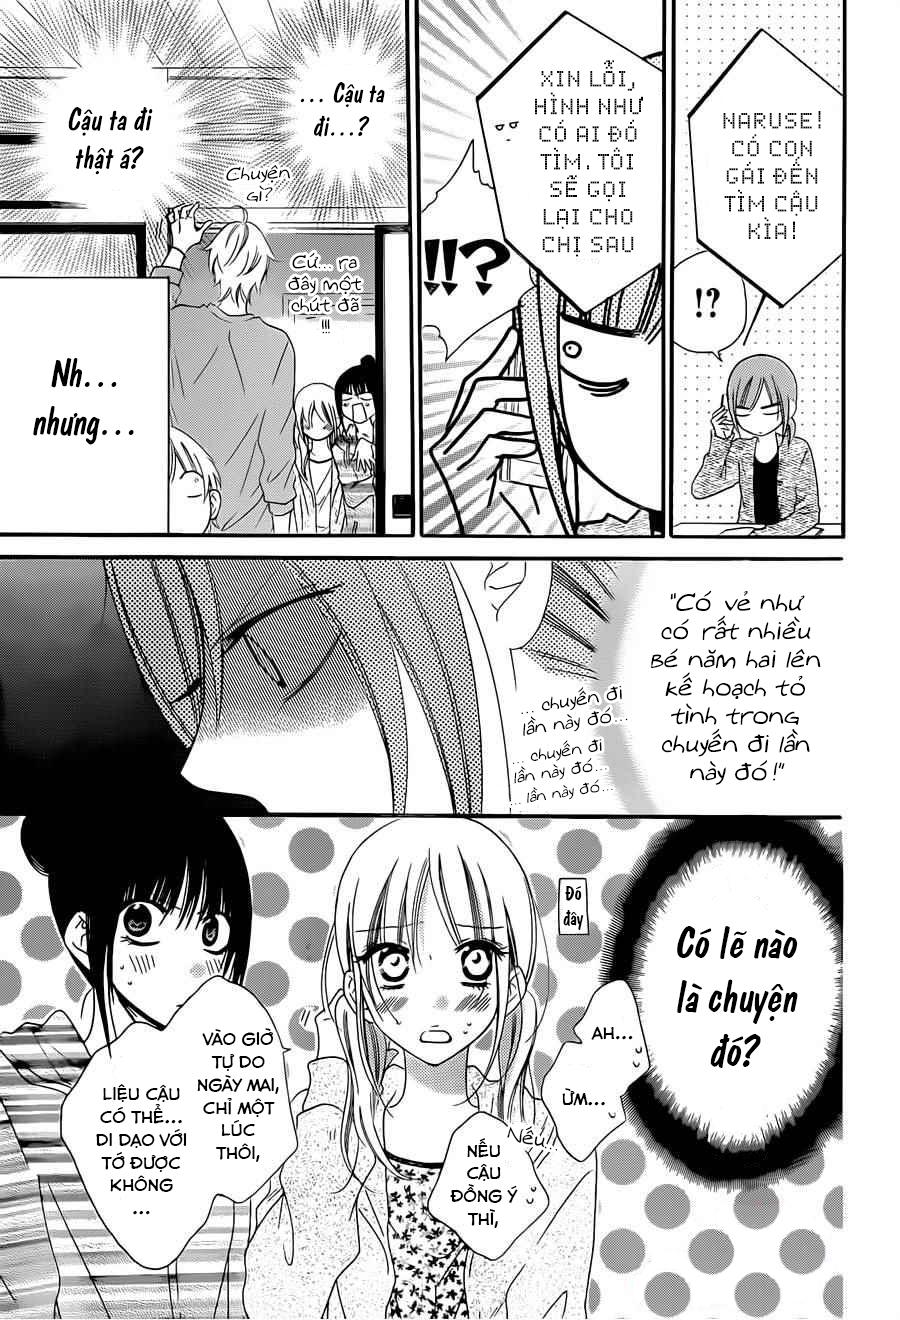 NARUSE!
CÓ CON
GÁI ĐẾN
TÌM CẬU
KÌA!
!?
XIN LỖI,
HÌNH NHƯ
CÓ AI ĐÓ
TÌM. TÔI
SẼ GỌI
LẠI CHO
CHỊ SAU
!!?
... Cậu ta
đi...?
Cậu ta đi
thật á?
Chuyện
gì?
Cứ... ra
đây một
chút đã
!!!
Nh...
nhưng...
"Có vẻ như
có rất nhiều
Bé năm hai lên
kế hoạch tỏ
tình trong
chuyến đi lần
này đó!"
... chuyến đi
lần này đó...
... chuyến đi
lần này đó...
... lần này đó...
Có lẽ nào
là chuyện
đó?
Đó
đây
AH...
ỪM...
Nếu
NẾU
CẬU
ĐỒNG Ý
THÌ,
VÀO GIỜ
TỰ DO
NGÀY MAI,
CHỈ MỘT
LÚC
THÔI,
LIỆU CẬU
CÓ THỂ...
DI DẠO VỚI
TỚ ĐƯỢC
KHÔNG
...